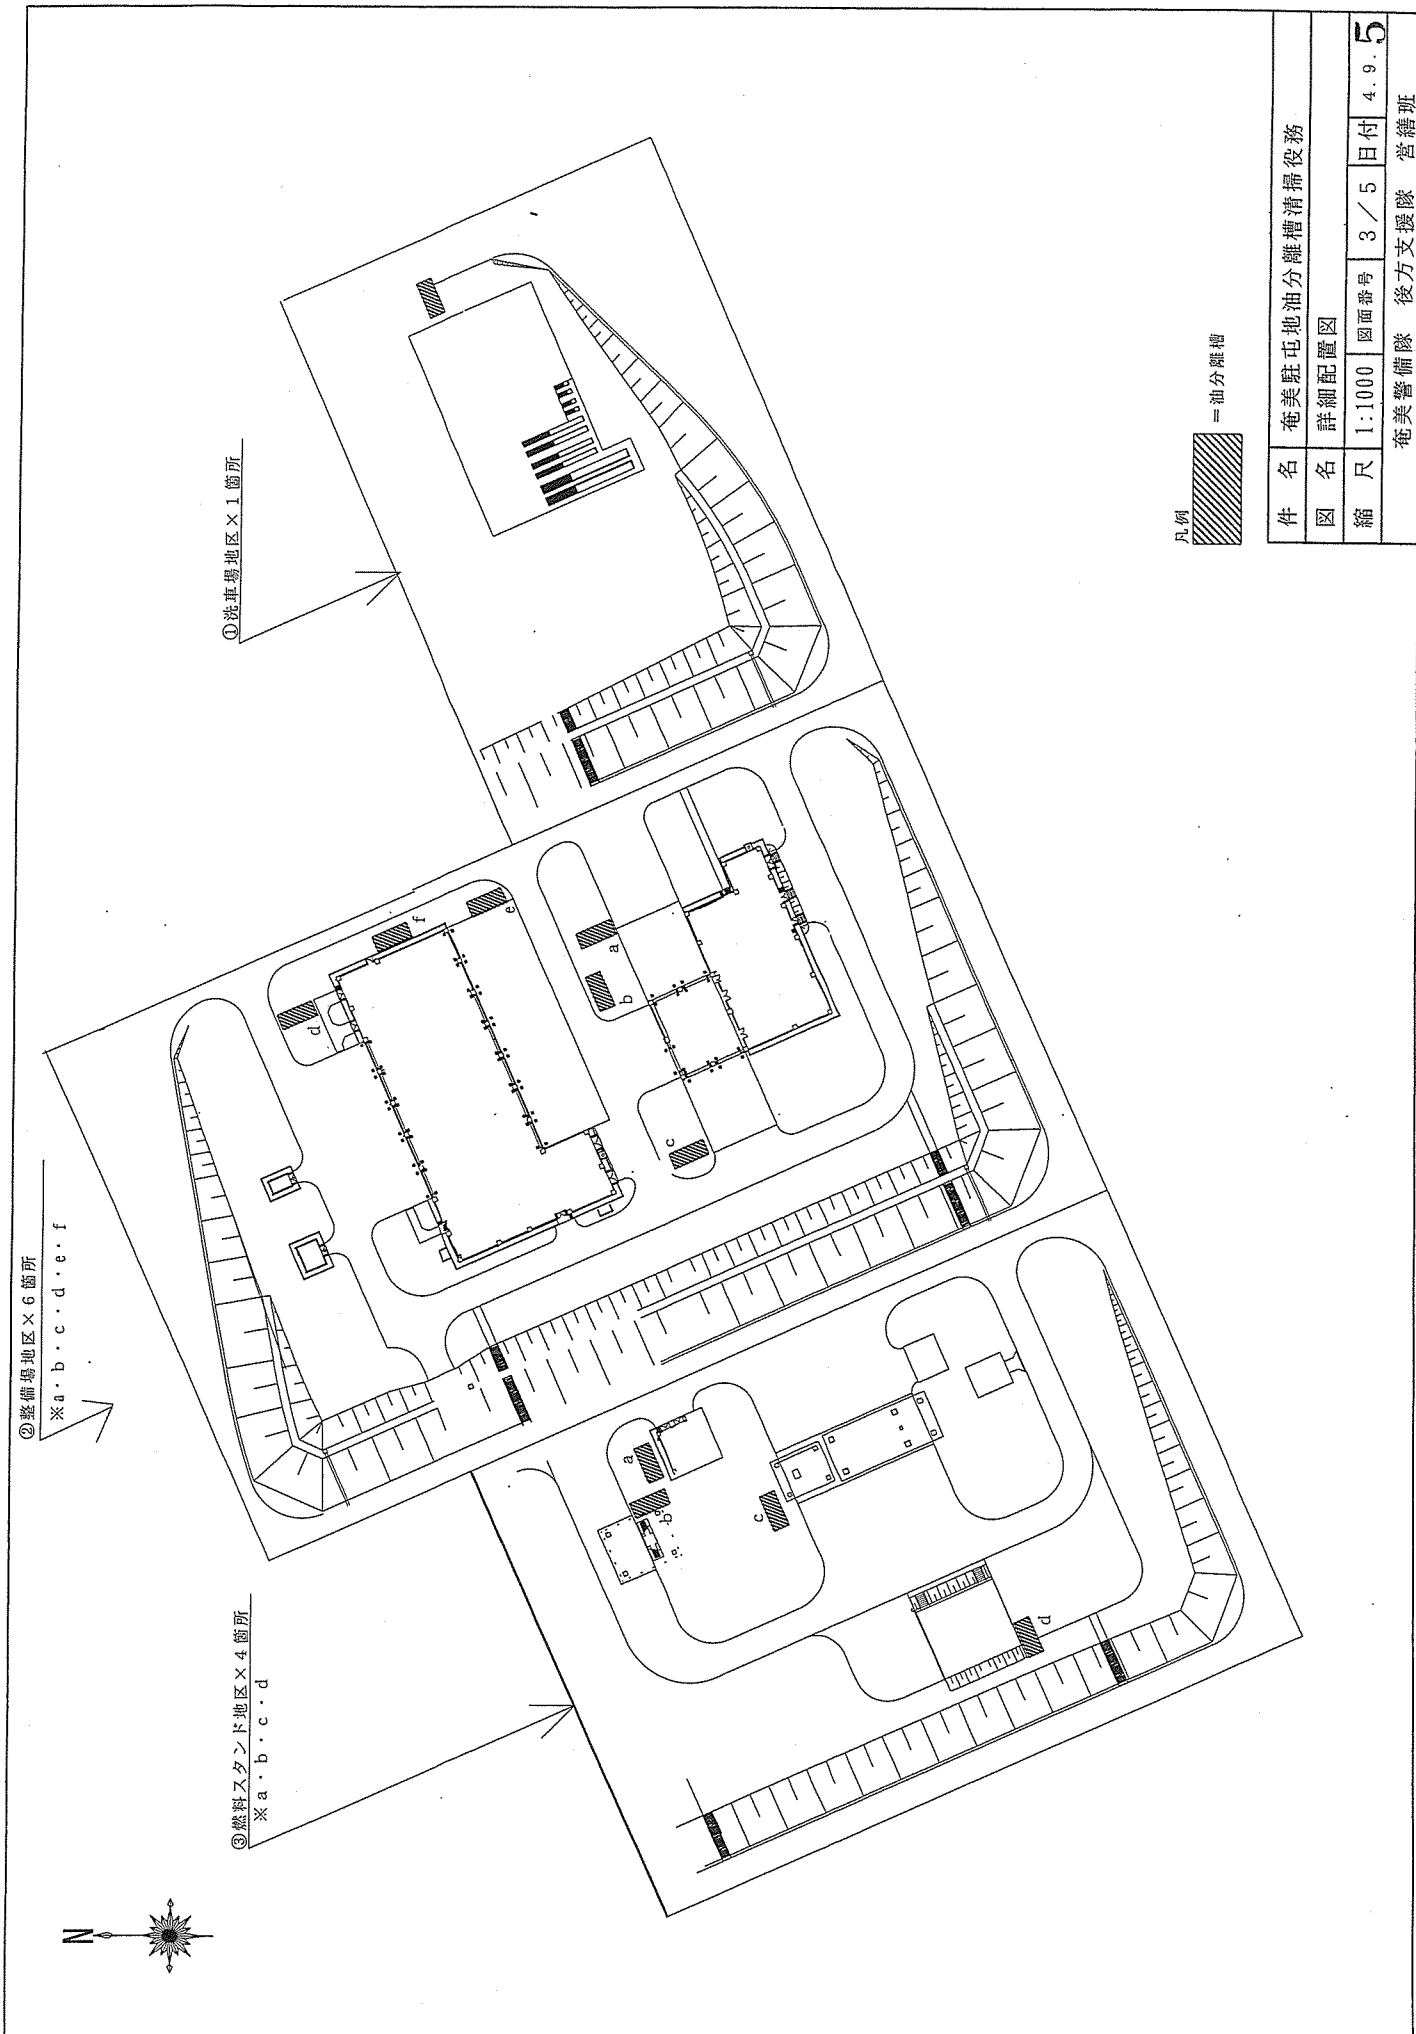 ②整備場地区×６箇所
※a・b・c・d・e・f
①洗車場地区×１箇所
③燃料スタンド地区×４箇所
※a・b・c・d
N
d
f
e
a
b
c
a
b
c
d
凡例
＝油分離槽
件　名　奄美駐屯地油分離槽清掃役務
図　名　詳細配置図
縮　尺　1:1000　図面番号　3／5　日付　4.9.5
奄美警備隊　後方支援隊　営繕班